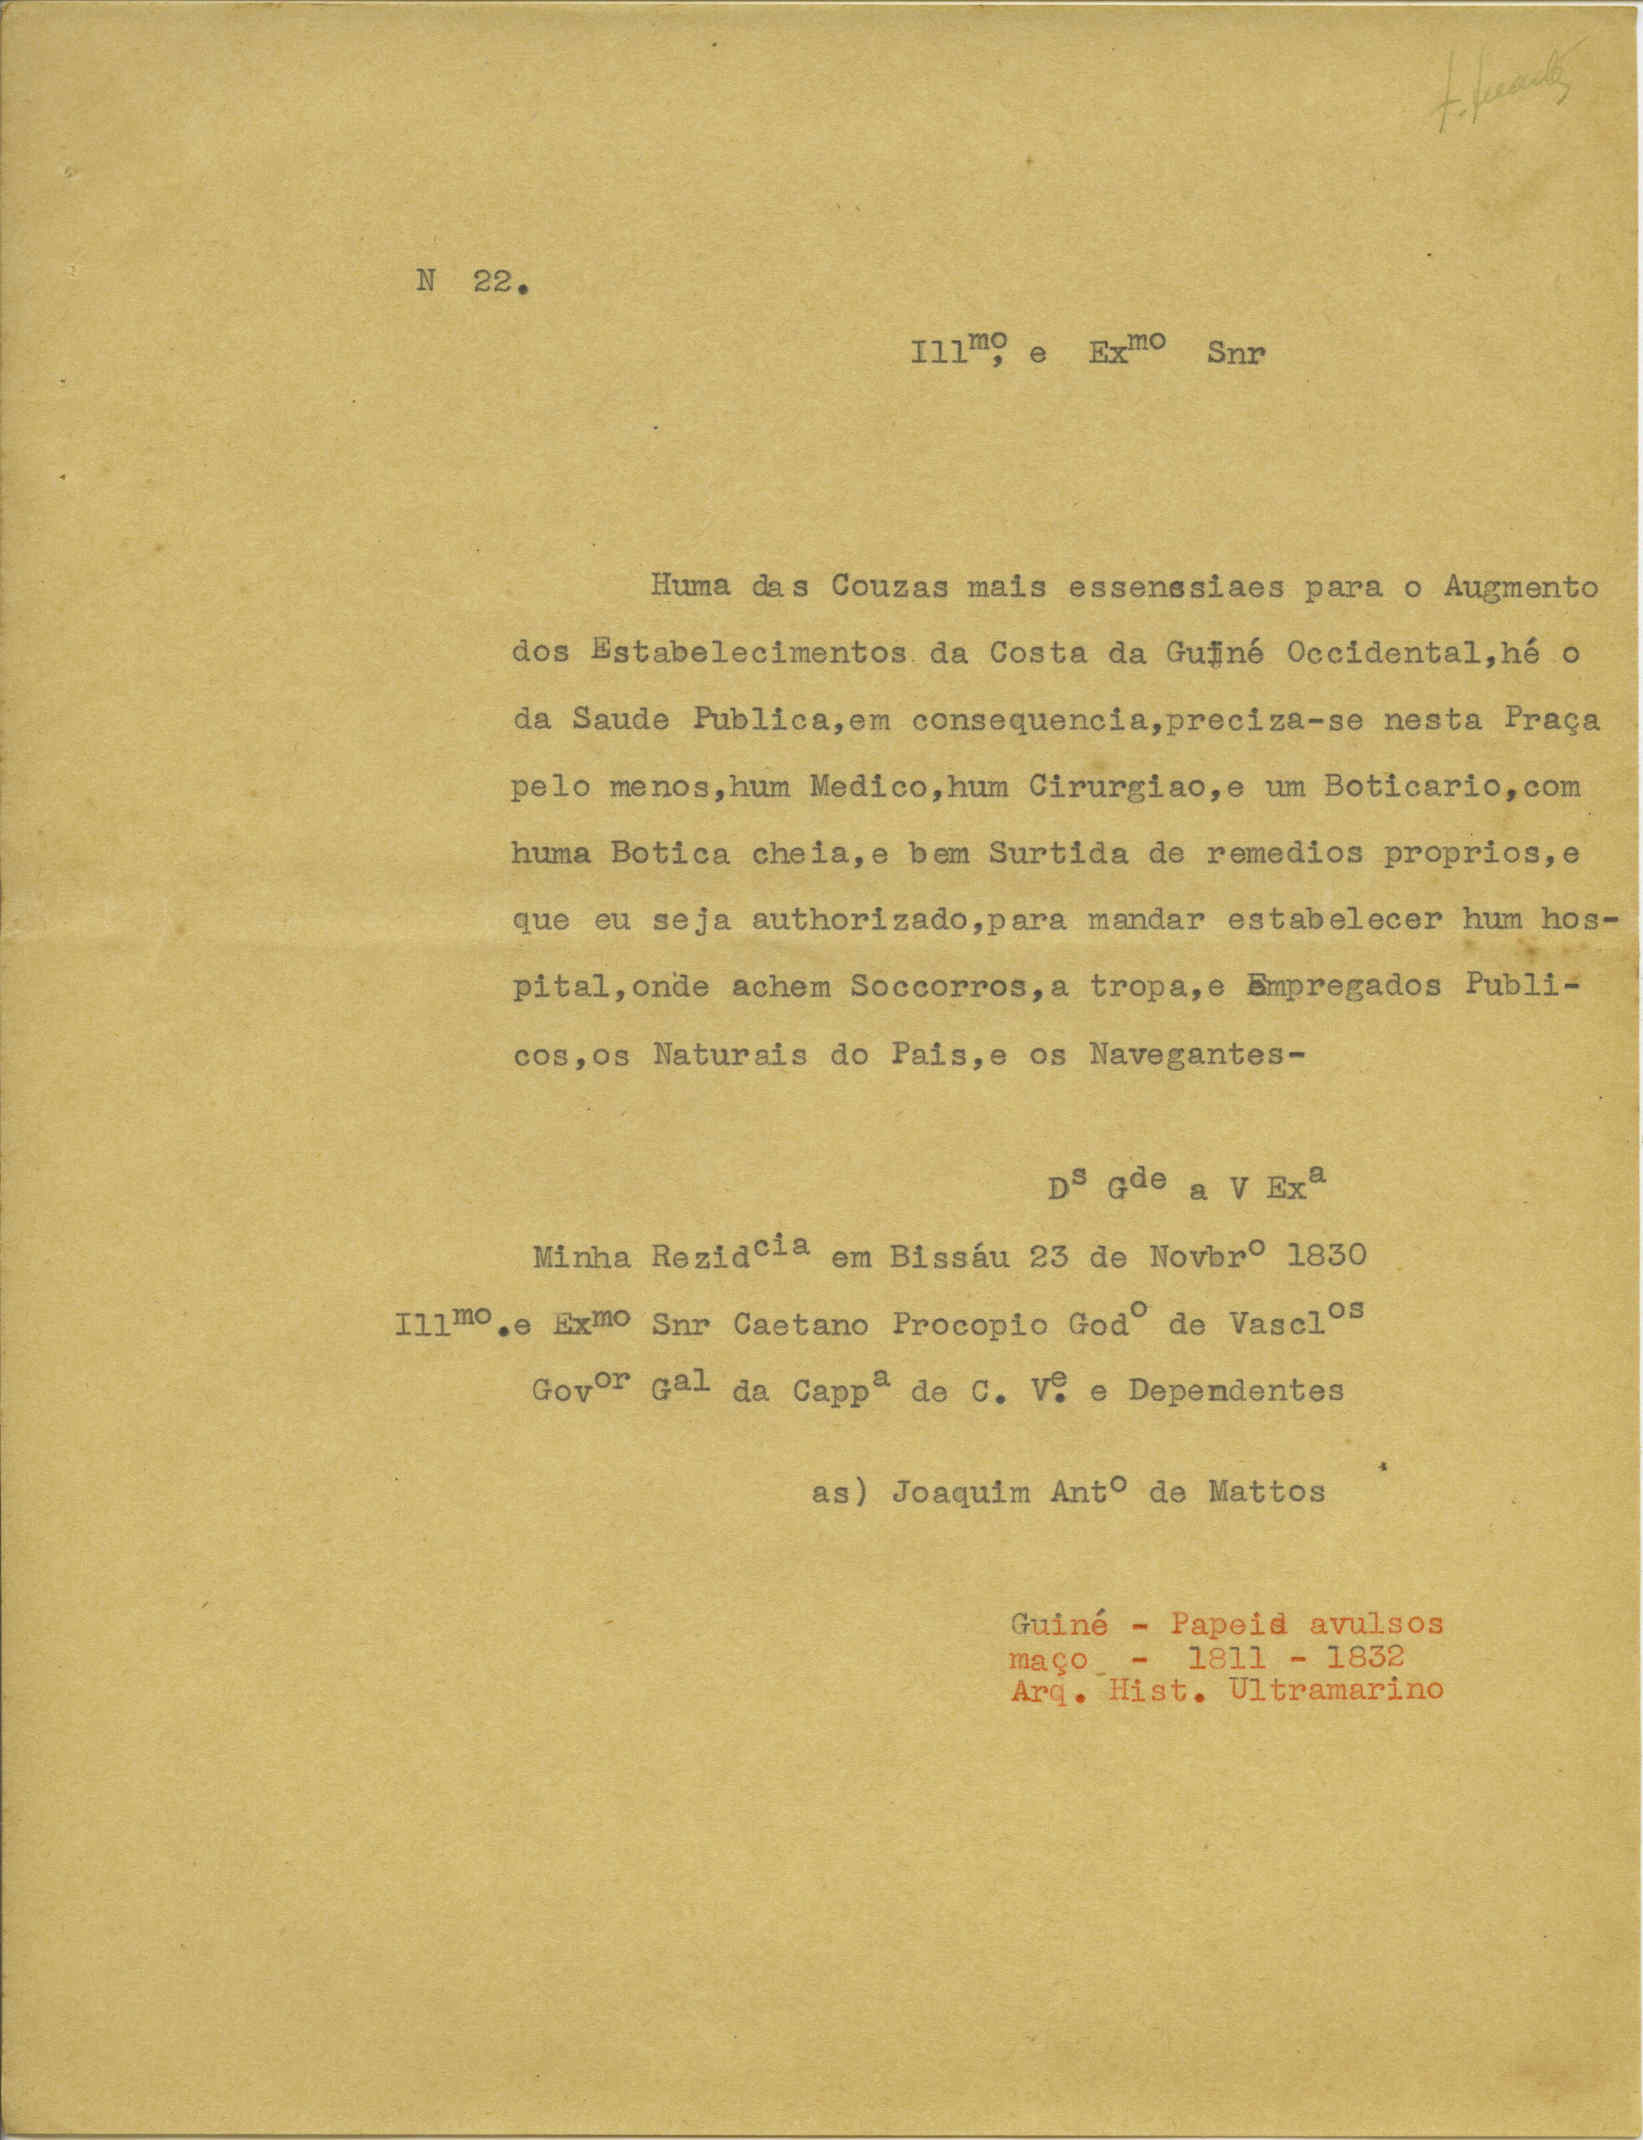 N 22.
Illmo, e Exmo Snr
Huma das Couzas mais essenssiaes para o Augmento
dos Estabelecimentos da Costa da Guiné Occidental,hé o
da Saude Publica,em consequencia,preciza-se nesta Praça
pelo menos,hum Medico,hum Cirurgiao,e um Boticario,com
huma Botica cheia,e bem Surtida de remedios proprios,e
que eu seja authorizado,para mandar estabelecer hum hos-
pital,onde achem Soccorros,a tropa,e Empregados Publi-
cos,os Naturais do Pais,e os Navegantes-
Ds Gde a V Exa
Minha Rezidcia em Bissáu 23 de Novbro 1830
Illmo.e Exmo Snr Caetano Procopio Godo de Vasclos
Govor Gal da Cappa de C. Ve. e Dependentes
as) Joaquim Anto de Mattos
Guiné - Papeis avulsos
maço - 1811 - 1832
Arq. Hist. Ultramarino